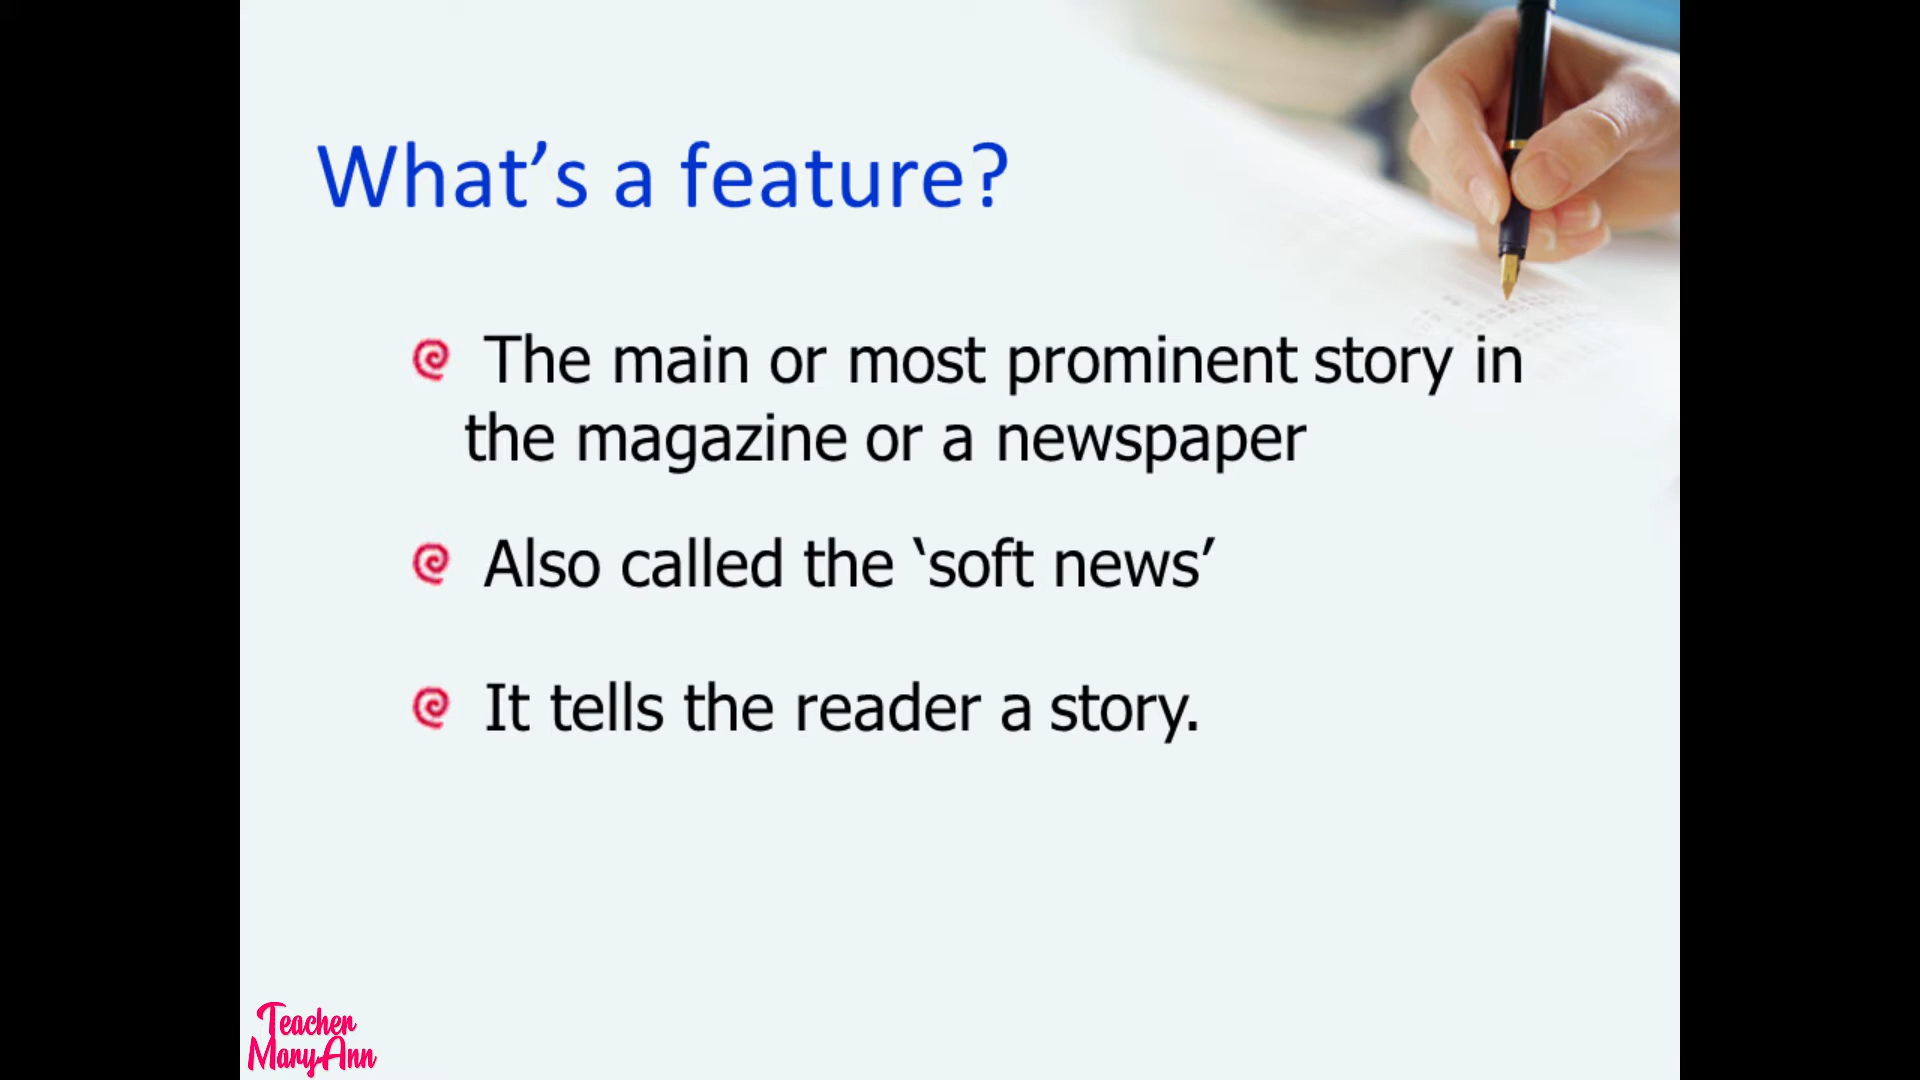 What’s a feature?
The main or most prominent story in
the magazine or a newspaper
Also called the ‘soft news’
It tells the reader a story.
Teacher
MaryAnn